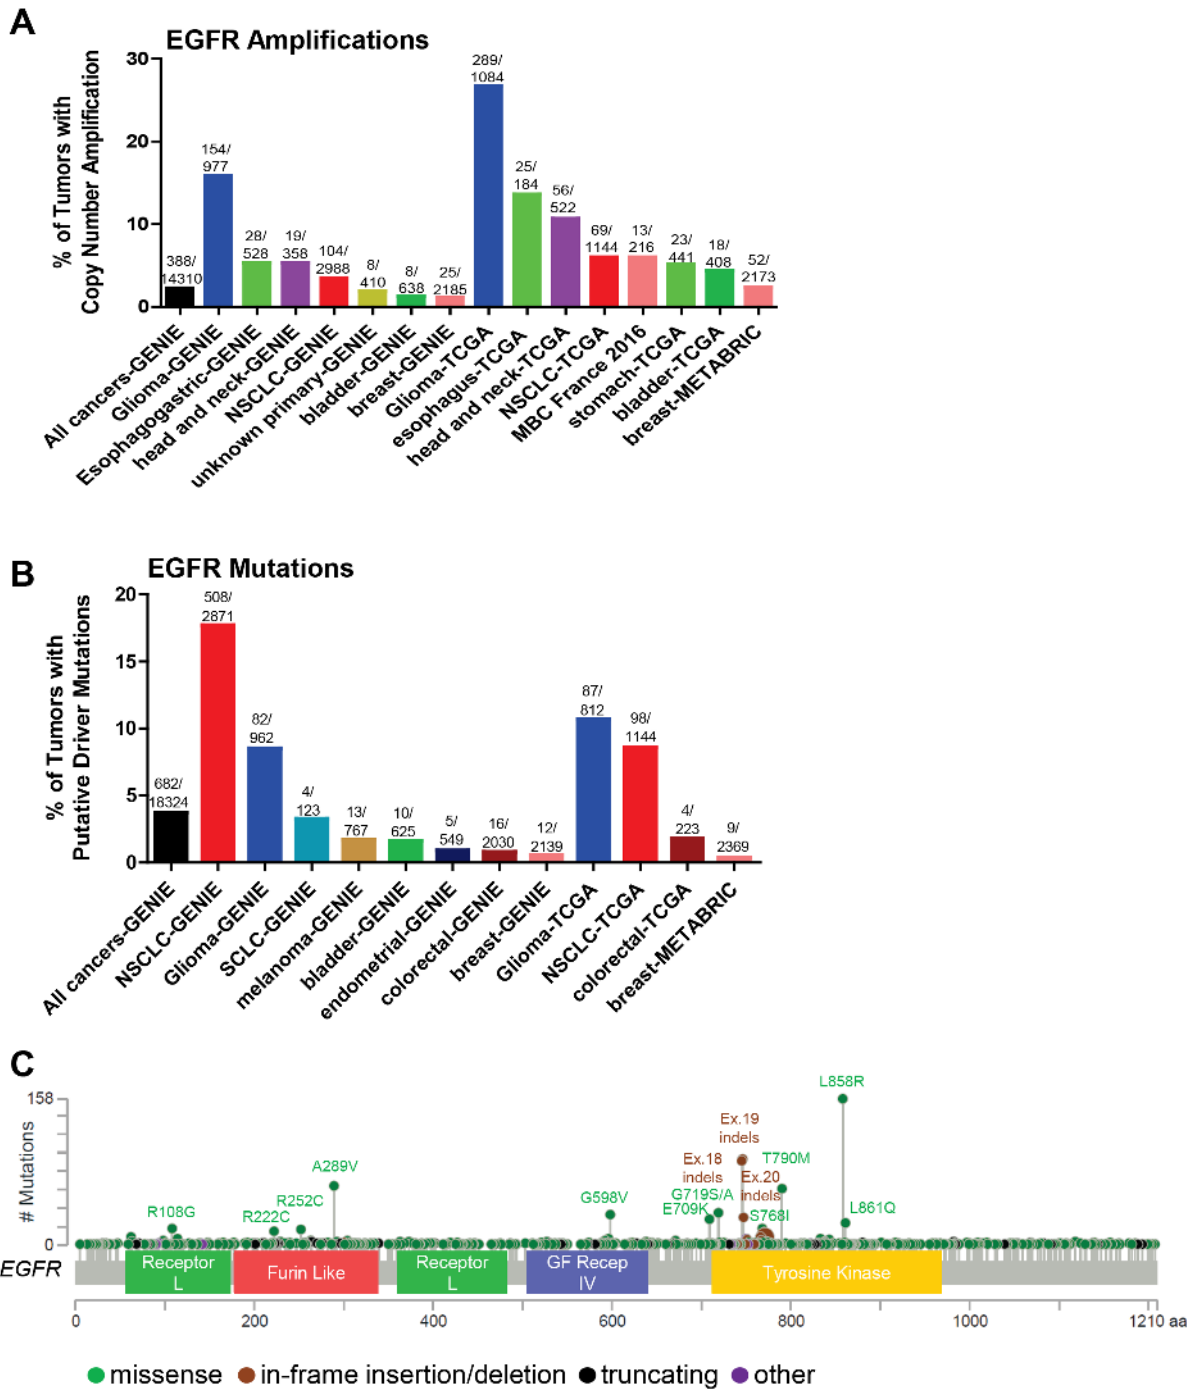 A
EGFR Amplifications
% of Tumors with
Copy Number Amplification
30
20
10
0
388/
14310
154/
977
28/
528
19/
358
104/
2988
8/
410
8/
638
25/
2185
289/
1084
25/
184
56/
522
69/
1144
13/
216
23/
441
18/
408
52/
2173
All cancers-GENIE
Glioma-GENIE
Esophagogastric-GENIE
head and neck-GENIE
NSCLC-GENIE
unknown primary-GENIE
bladder-GENIE
breast-GENIE
Glioma-TCGA
esophagus-TCGA
head and neck-TCGA
NSCLC-TCGA
MBC France 2016
stomach-TCGA
bladder-TCGA
breast-METABRIC
B
EGFR Mutations
% of Tumors with
Putative Driver Mutations
20
15
10
5
0
682/
18324
508/
2871
82/
962
4/
123
13/
767
10/
625
5/
549
16/
2030
12/
2139
87/
812
98/
1144
4/
223
9/
2369
All cancers-GENIE
NSCLC-GENIE
Glioma-GENIE
SCLC-GENIE
melanoma-GENIE
bladder-GENIE
endometrial-GENIE
colorectal-GENIE
breast-GENIE
Glioma-TCGA
NSCLC-TCGA
colorectal-TCGA
breast-METABRIC
C
# Mutations
158
0
R108G
R222C
R252C
A289V
G598V
E709K
G719S/A
Ex.18
indels
Ex.19
indels
Ex.20
indels
S768I
T790M
L858R
L861Q
EGFR
Receptor
L
Furin Like
Receptor
L
GF Recep
IV
Tyrosine Kinase
0
200
400
600
800
1000
1210 aa
missense
in-frame insertion/deletion
truncating
other